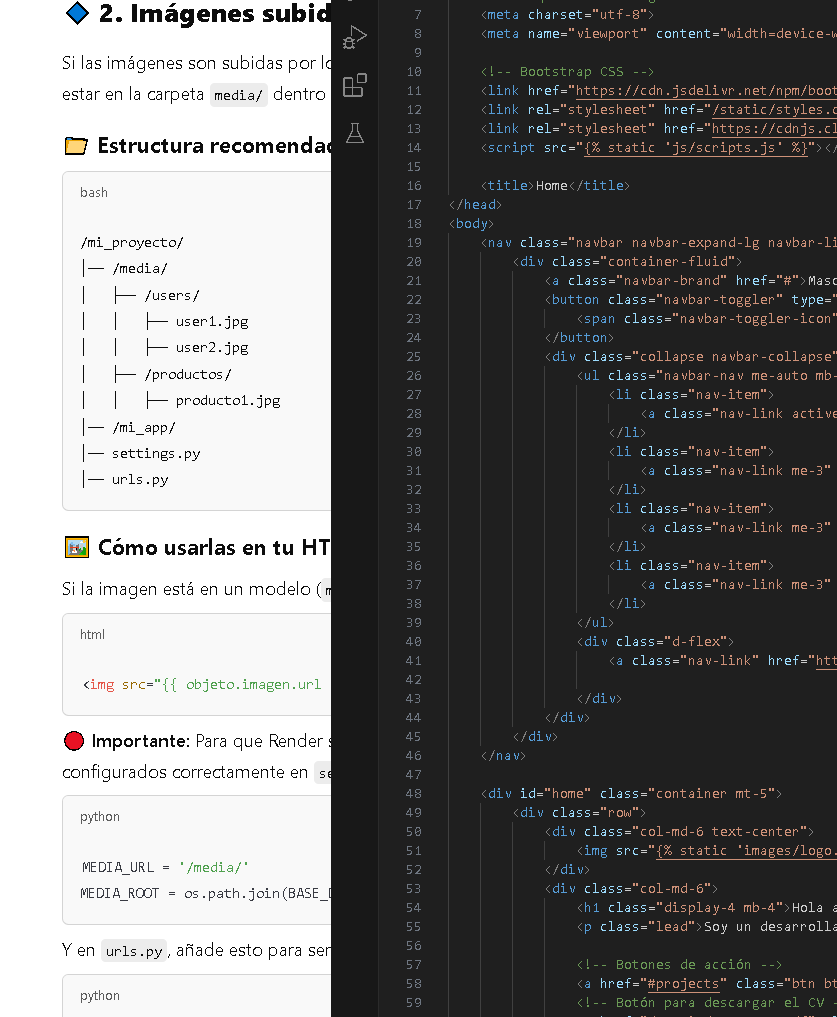 2. Imágenes subid
Si las imágenes son subidas por lo
estar en la carpeta media/ dentro
Estructura recomendac
bash
/mi_proyecto/
│── /media/
│   ├── /users/
│   │   ├── user1.jpg
│   │   ├── user2.jpg
│   ├── /productos/
│   │   ├── producto1.jpg
│── /mi_app/
│── settings.py
│── urls.py
Cómo usarlas en tu HT
Si la imagen está en un modelo (
html
<img src="{{ objeto.imagen.url
Importante: Para que Render s
configurados correctamente en se
python
MEDIA_URL = '/media/'
MEDIA_ROOT = os.path.join(BASE_D
Y en urls.py, añade esto para ser
python
7 <meta charset="utf-8">
8 <meta name="viewport" content="width=device-w
9
10 <!-- Bootstrap CSS -->
11 <link href="https://cdn.jsdelivr.net/npm/boot
12 <link rel="stylesheet" href="/static/styles.c
13 <link rel="stylesheet" href="https://cdnjs.cl
14 <script src="{% static 'js/scripts.js' %}"></
15
16 <title>Home</title>
17 </head>
18 <body>
19 <nav class="navbar navbar-expand-lg navbar-li
20 <div class="container-fluid">
21 <a class="navbar-brand" href="#">Masc
22 <button class="navbar-toggler" type="
23 <span class="navbar-toggler-icon"
24 </button>
25 <div class="collapse navbar-collapse"
26 <ul class="navbar-nav me-auto mb-
27 <li class="nav-item">
28 <a class="nav-link active
29 </li>
30 <li class="nav-item">
31 <a class="nav-link me-3"
32 </li>
33 <li class="nav-item">
34 <a class="nav-link me-3"
35 </li>
36 <li class="nav-item">
37 <a class="nav-link me-3"
38 </li>
39 </ul>
40 <div class="d-flex">
41 <a class="nav-link" href="htt
42
43 </div>
44 </div>
45 </div>
46 </nav>
47
48 <div id="home" class="container mt-5">
49 <div class="row">
50 <div class="col-md-6 text-center">
51 <img src="{% static 'images/logo.
52 </div>
53 <div class="col-md-6">
54 <h1 class="display-4 mb-4">Hola a
55 <p class="lead">Soy un desarrolla
56
57 <!-- Botones de acción -->
58 <a href="#projects" class="btn bt
59 <!-- Botón para descargar el CV -